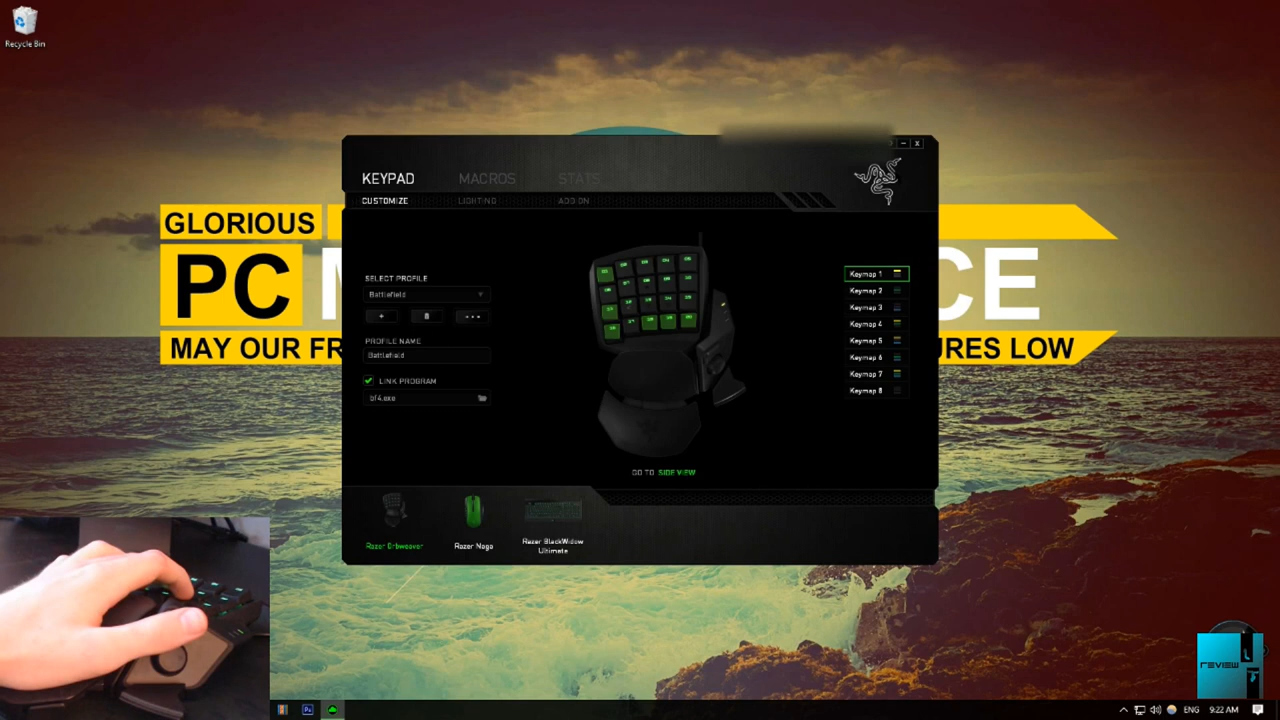 Recycle Bin
KEYPAD MACROS STATS
CUSTOMIZE LIGHTING ADD ON
GLORIOUS
PC
MAY OUR FR
CE
URES LOW
SELECT PROFILE
Battlefield
PROFILE NAME
Battlefield
LINK PROGRAM
bf4.exe
Keymap 1
Keymap 2
Keymap 3
Keymap 4
Keymap 5
Keymap 6
Keymap 7
Keymap 8
GO TO SIDE VIEW
Razer Orbweaver
Razer Naga
Razer BlackWidow
Ultimate
REVIEW
Ps
ENG 9:22 AM